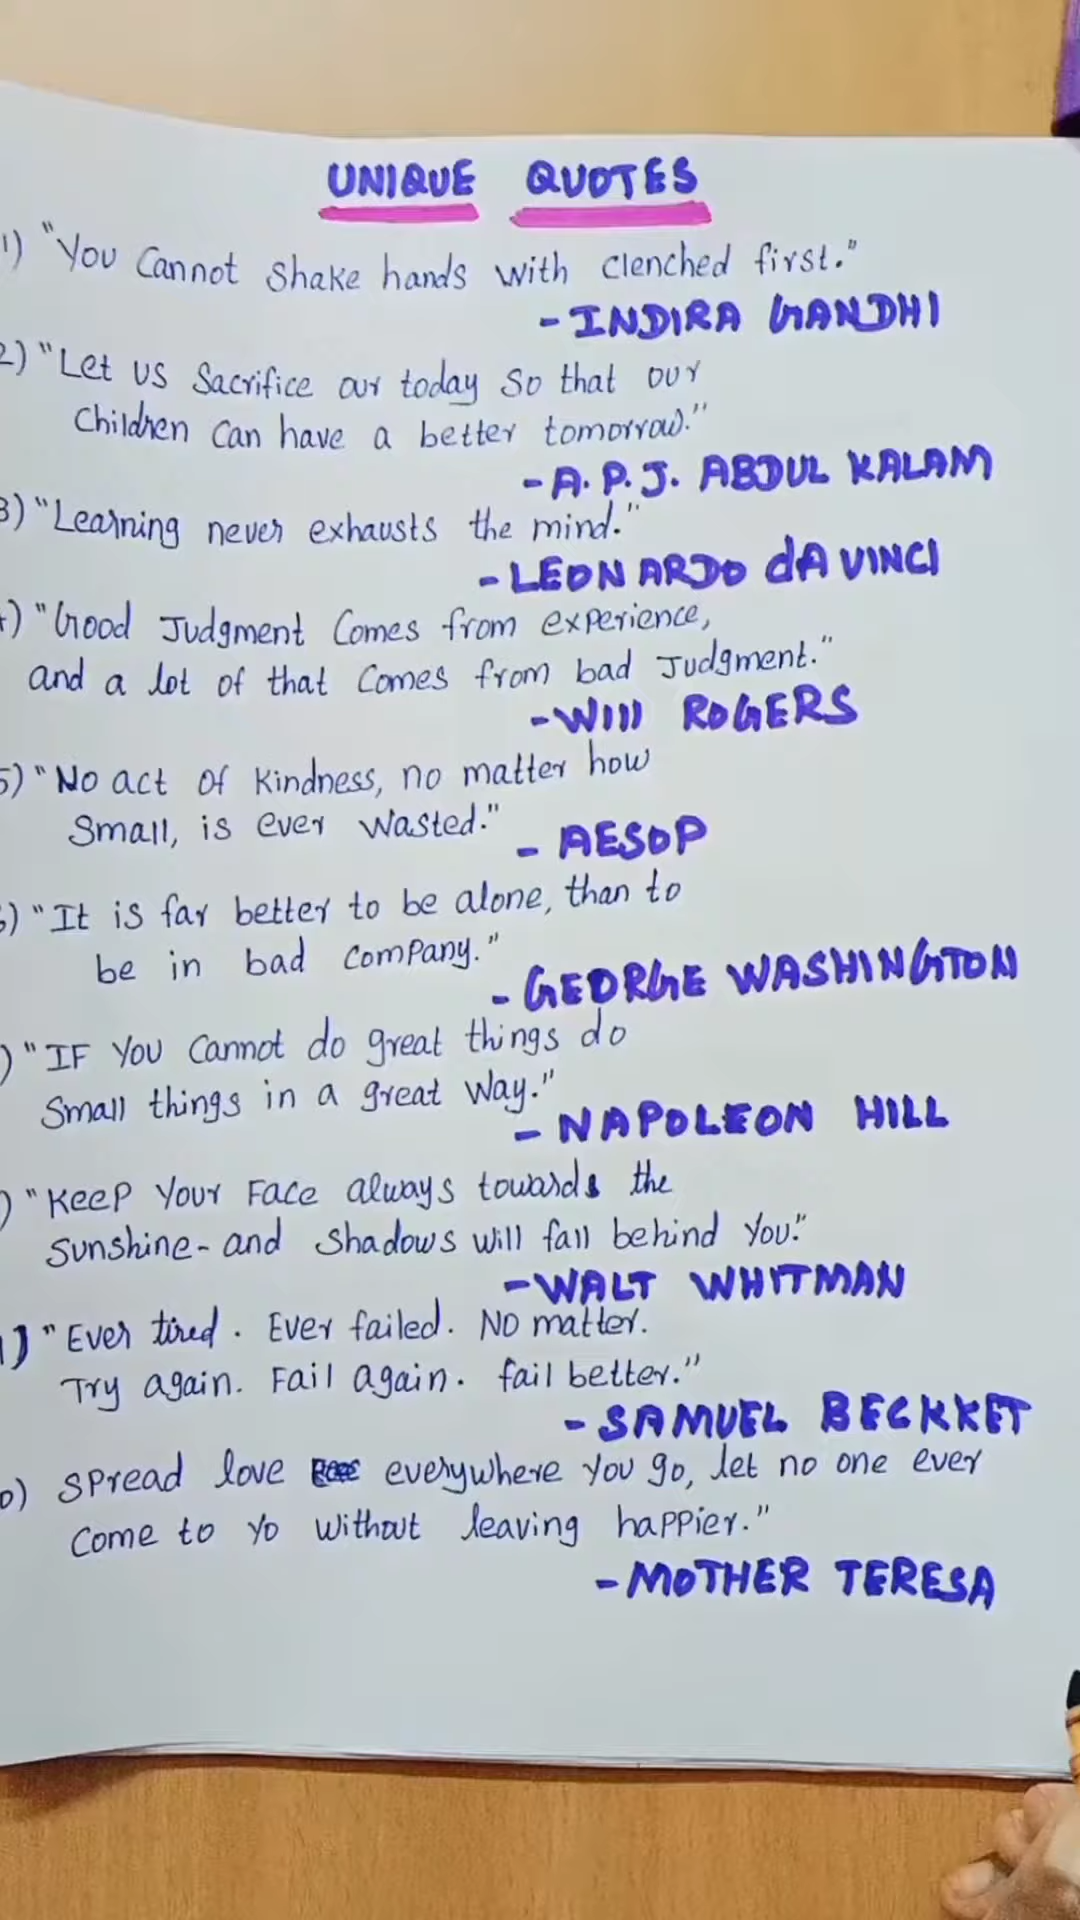 UNIQUE QUOTES
1) "You Cannot Shake hands with Clenched first."
-INDIRA GANDHI
2) "Let us Sacrifice our today so that our
Children Can have a better tomorrow."
-A. P. J. ABDUL KALAM
3) "Learning never exhausts the mind."
-LEONARDO dA VINCI
) "Good Judgment Comes from experience,
and a lot of that Comes from bad Judgment."
-Will ROGERS
5) "No act Of Kindness, no matter how
Small, is ever wasted."
- AESOP
) "It is far better to be alone, than to
be in bad company."
-GEORGE WASHINGTON
) "IF You Cannot do great things do
Small things in a great way."
- NAPOLEON HILL
) "Keep Your Face always towards the
Sunshine- and Shadows will fall behind You."
-WALT WHITMAN
) "Ever tired. Ever failed. No matter.
Try again. Fail again. fail better."
-SAMUEL BECKKET
) Spread love everywhere You go, let no one ever
Come to Yo Without leaving happier."
-MOTHER TERESA